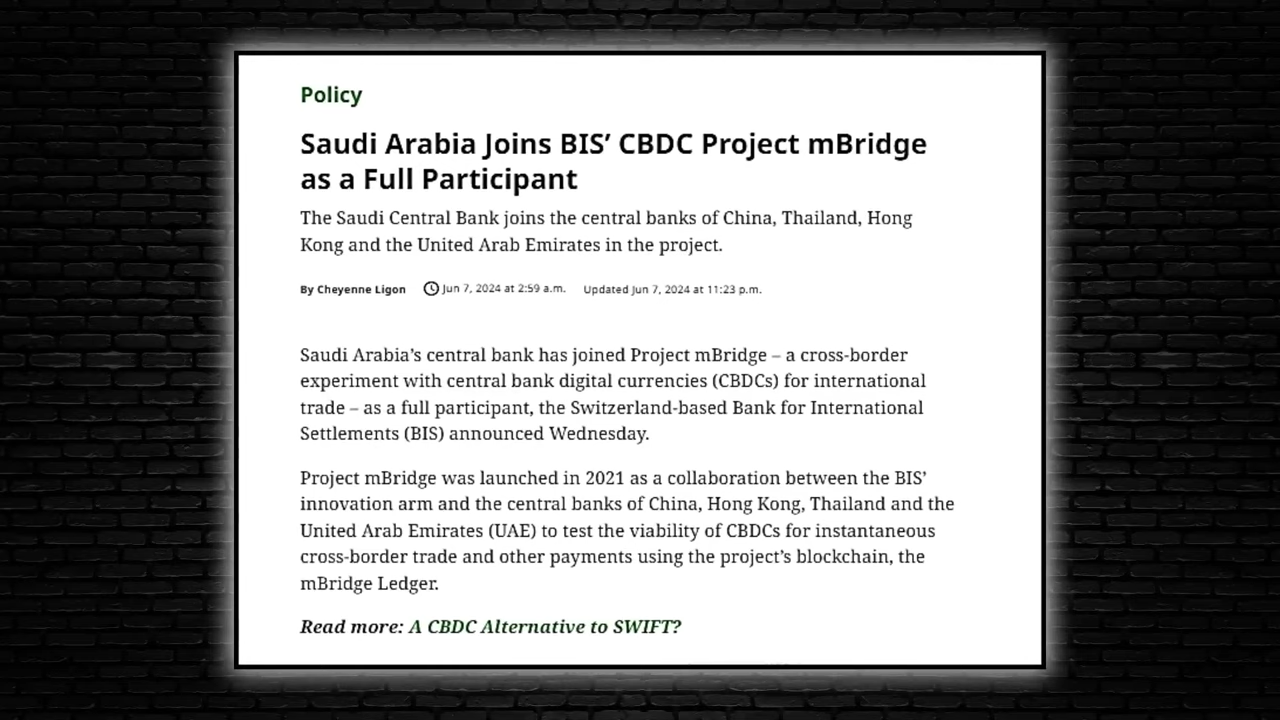 Policy
Saudi Arabia Joins BIS’ CBDC Project mBridge
as a Full Participant
The Saudi Central Bank joins the central banks of China, Thailand, Hong
Kong and the United Arab Emirates in the project.
By Cheyenne Ligon Jun 7, 2024 at 2:59 a.m. Updated Jun 7, 2024 at 11:23 p.m.
Saudi Arabia’s central bank has joined Project mBridge – a cross-border
experiment with central bank digital currencies (CBDCs) for international
trade – as a full participant, the Switzerland-based Bank for International
Settlements (BIS) announced Wednesday.
Project mBridge was launched in 2021 as a collaboration between the BIS’
innovation arm and the central banks of China, Hong Kong, Thailand and the
United Arab Emirates (UAE) to test the viability of CBDCs for instantaneous
cross-border trade and other payments using the project’s blockchain, the
mBridge Ledger.
Read more: A CBDC Alternative to SWIFT?